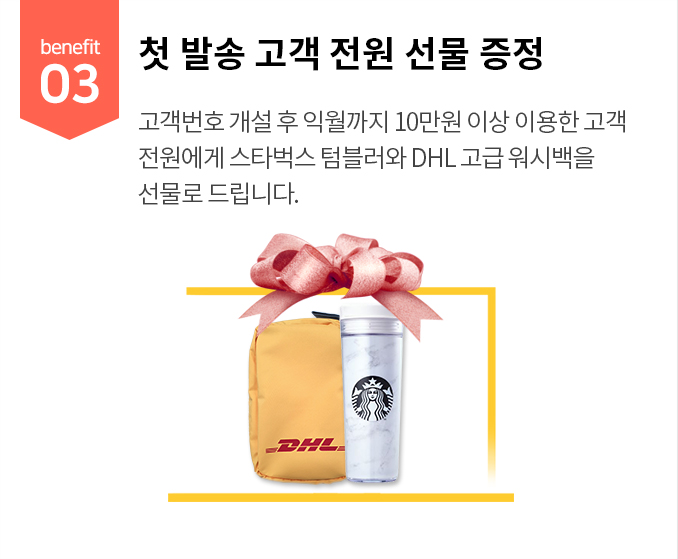 benefit
03
첫 발송 고객 전원 선물 증정
고객번호 개설 후 익월까지 10만원 이상 이용한 고객
전원에게 스타벅스 텀블러와 DHL 고급 워시백을
선물로 드립니다.
DHL